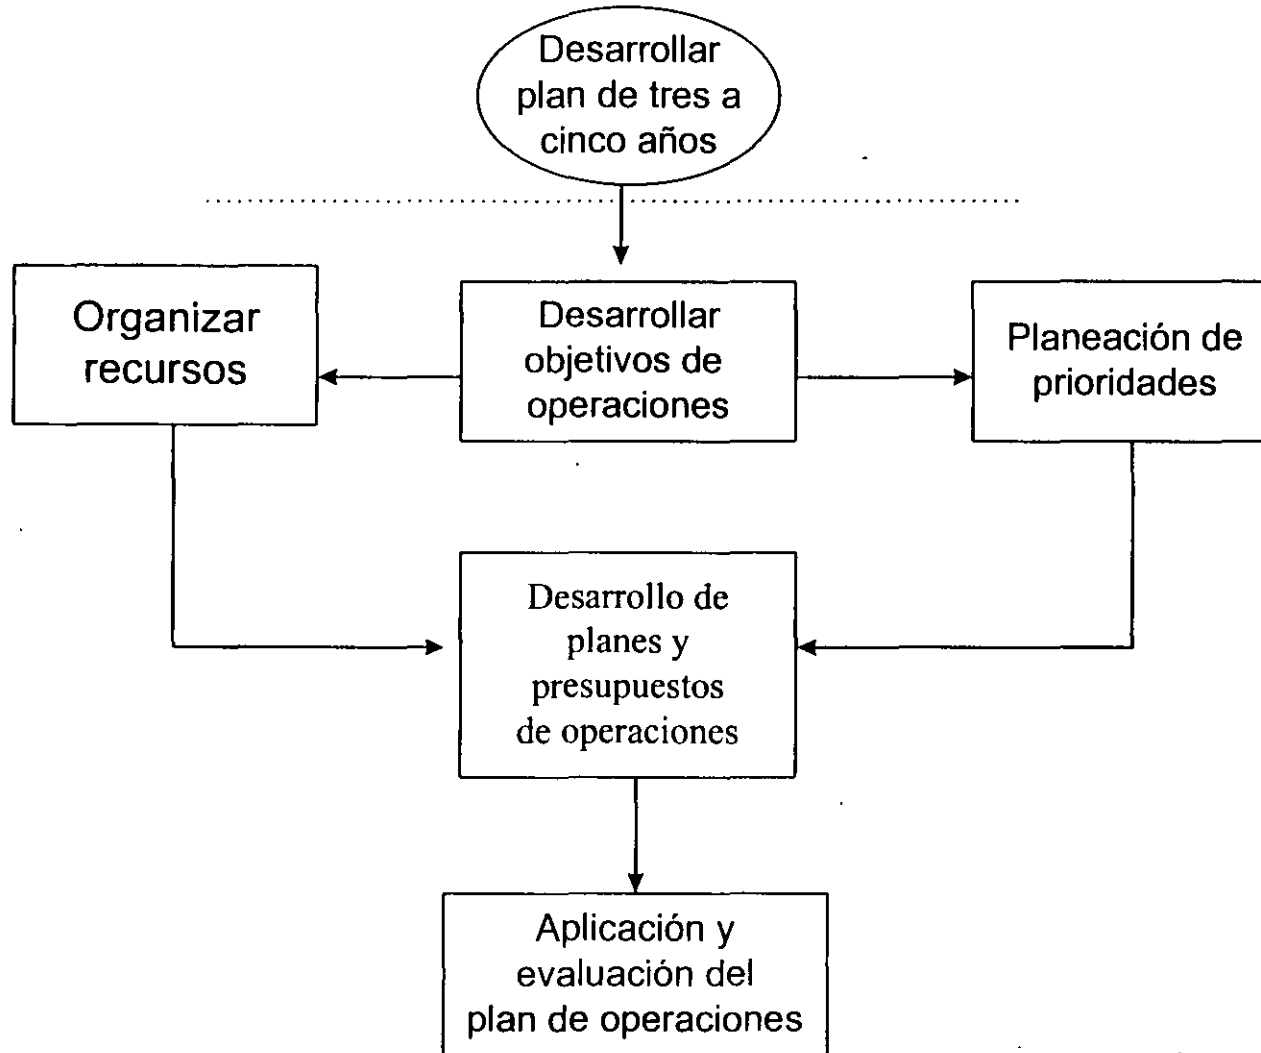 Desarrollar
plan de tres a
cinco años
Organizar
recursos
Desarrollar
objetivos de
operaciones
Planeación de
prioridades
Desarrollo de
planes y
presupuestos
de operaciones
Aplicación y
evaluación del
plan de operaciones